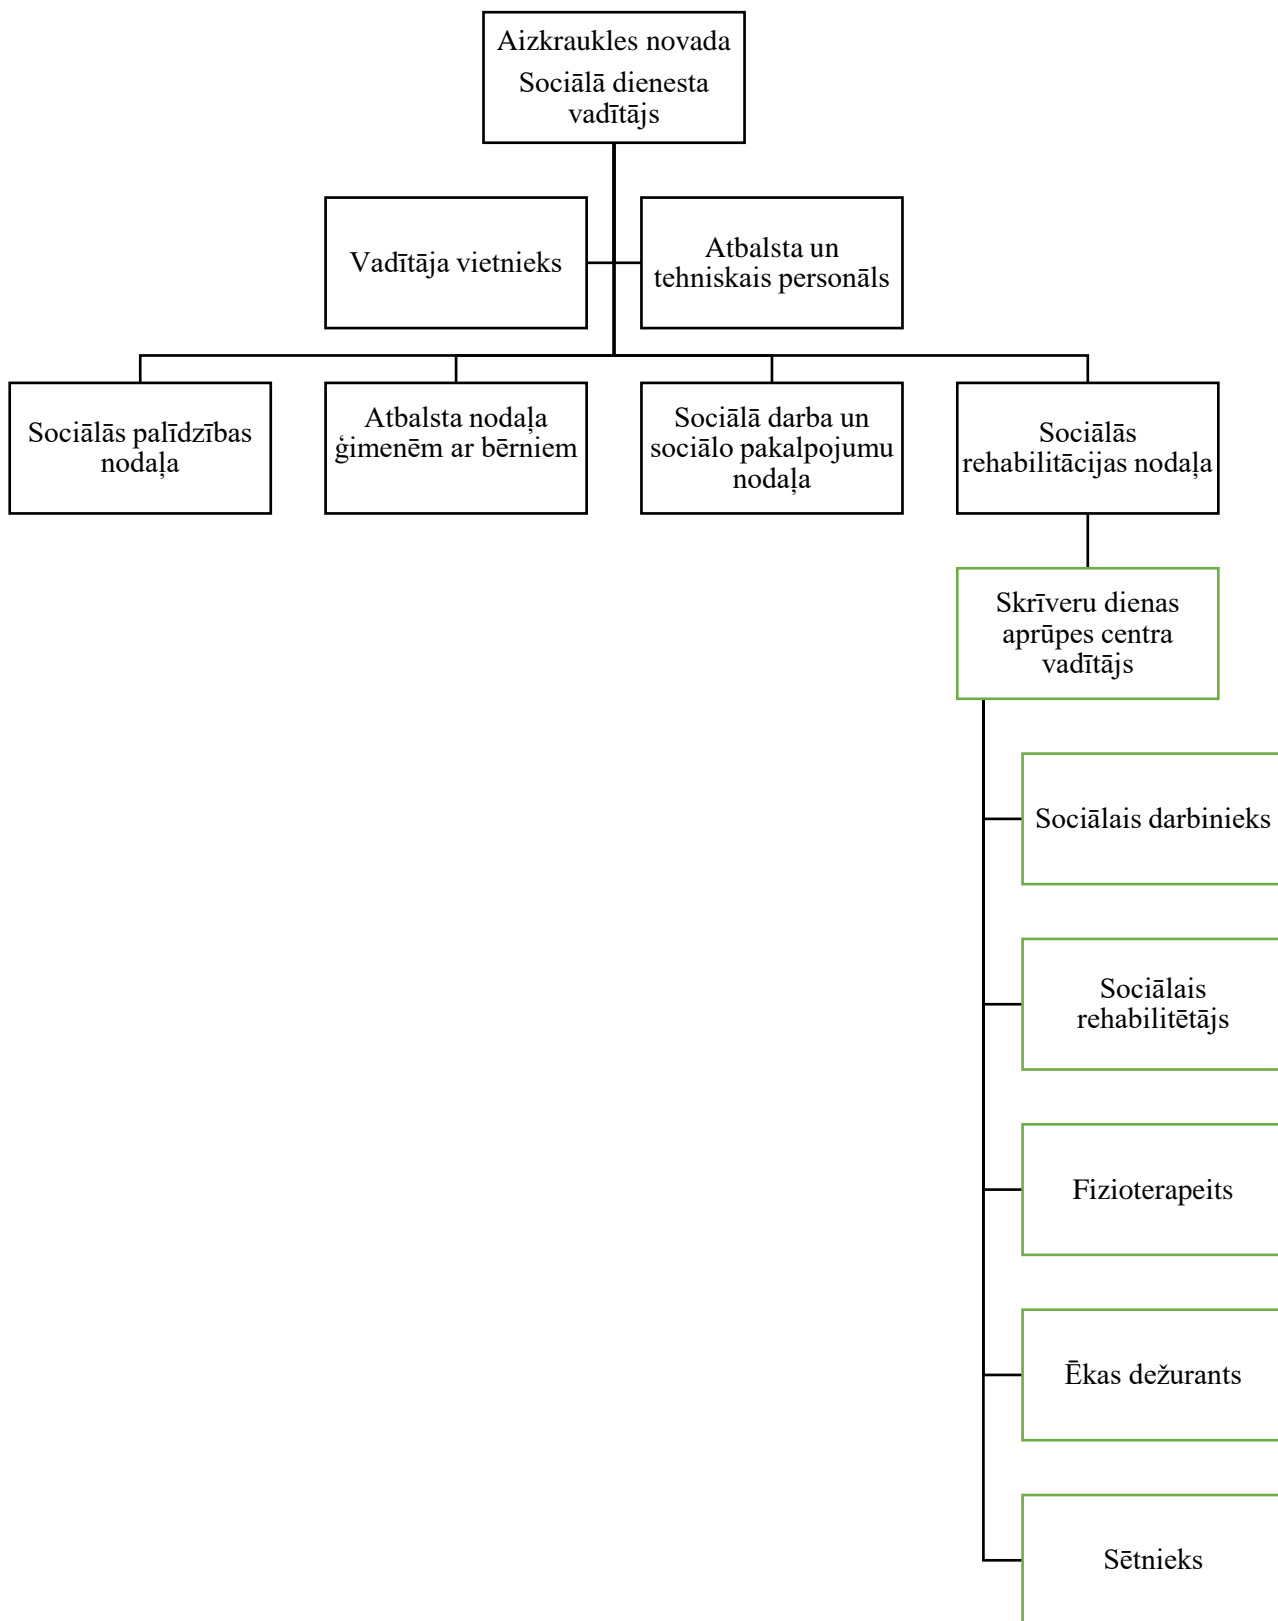 Aizkraukles novada
Sociālā dienesta
vadītājs
Vadītāja vietnieks
Atbalsta un
tehniskais personāls
Sociālās palīdzības
nodaļa
Atbalsta nodaļa
ģimenēm ar bērniem
Sociālā darba un
sociālo pakalpojumu
nodaļa
Sociālās
rehabilitācijas nodaļa
Skrīveru dienas
aprūpes centra
vadītājs
Sociālais darbinieks
Sociālais
rehabilitētājs
Fizioterapeits
Ēkas dežurants
Sētnieks